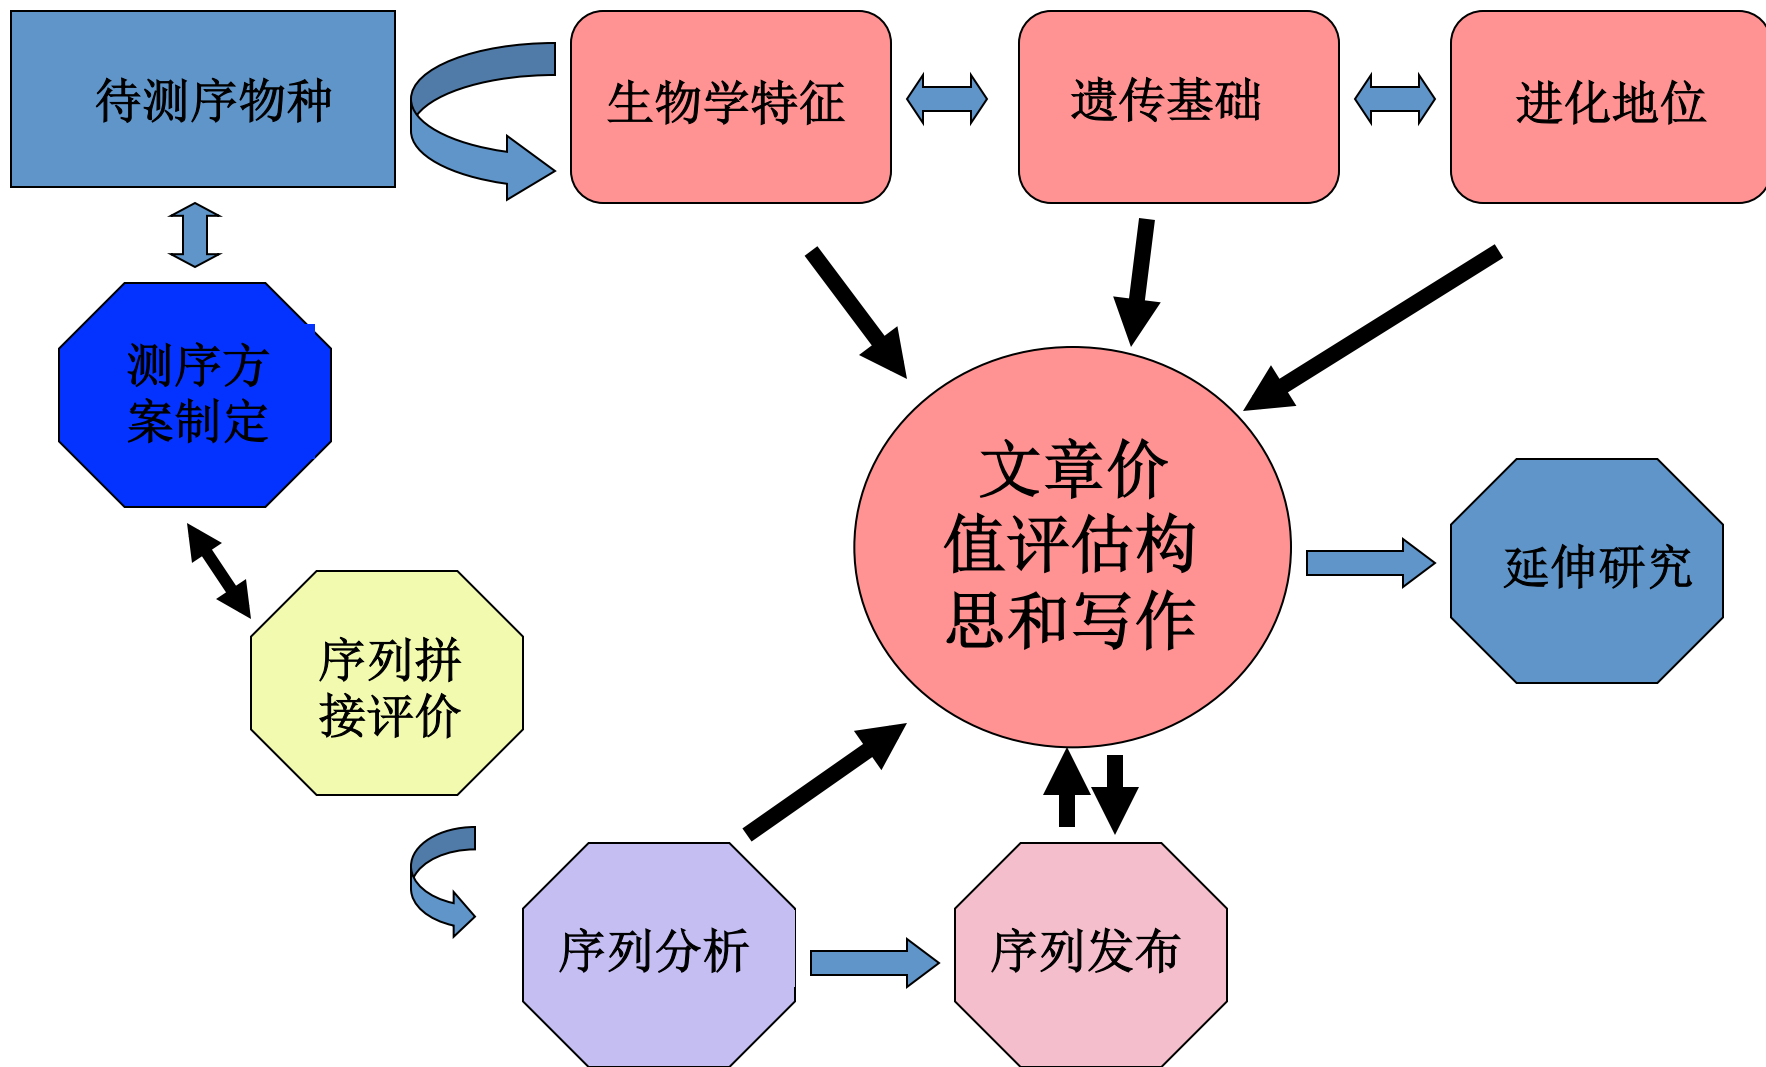 待测序物种
生物学特征
遗传基础
进化地位
测序方
案制定
文章价
值评估构
思和写作
延伸研究
序列拼
接评价
序列分析
序列发布